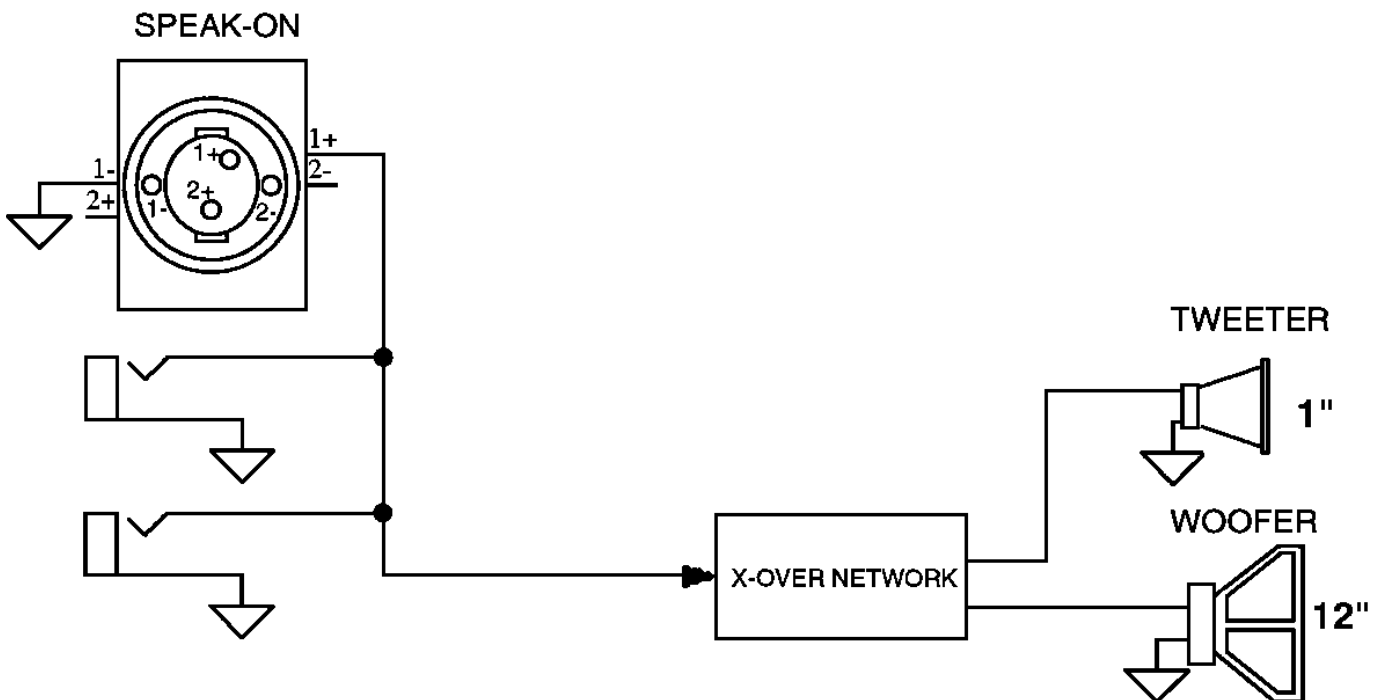 SPEAK-ON
1+
1-
2-
2+
1+
2+
1-
2-
TWEETER
1"
WOOFER
X-OVER NETWORK
12"